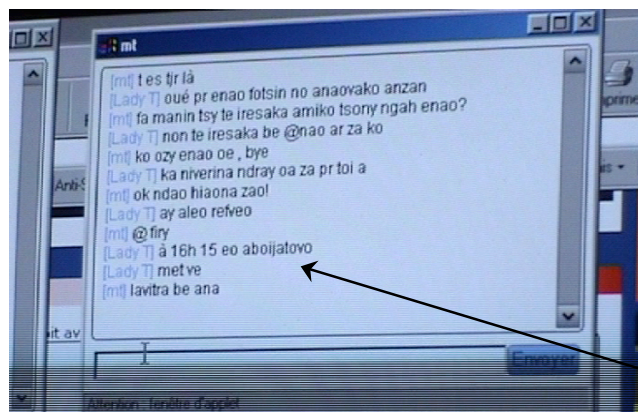 mt
[mt] t es tjr là
[Lady T] oué pr enao fotsin no anaovako anzan
[mt] fa manin tsy te iresaka amiko tsony ngah enao?
[Lady T] non te iresaka be @nao ar za ko
[mt] ko ozy enao oe , bye
[Lady T] ka niverina ndray oa za pr toi a
[mt] ok ndao hiaona zao!
[Lady T] ay aleo refveo
[mt] @ firy
[Lady T] à 16h 15 eo aboijatovo
[Lady T] met ve
[mt] lavitra be ana
Envoyer
Attention : fenêtre d'applet
Anti-S
it av